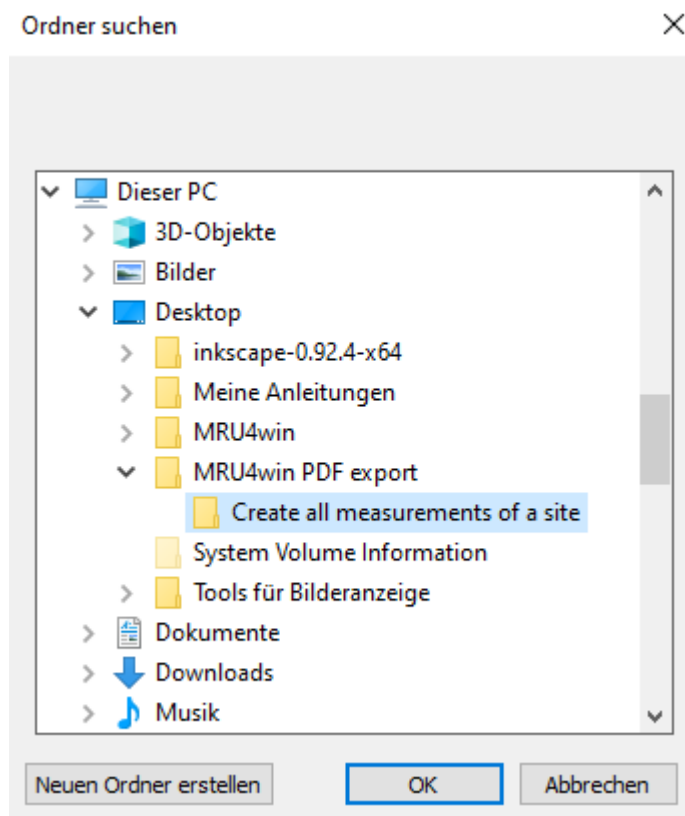 Ordner suchen
Dieser PC
3D-Objekte
Bilder
Desktop
inkscape-0.92.4-x64
Meine Anleitungen
MRU4win
MRU4win PDF export
Create all measurements of a site
System Volume Information
Tools für Bilderanzeige
Dokumente
Downloads
Musik
Neuen Ordner erstellen OK Abbrechen